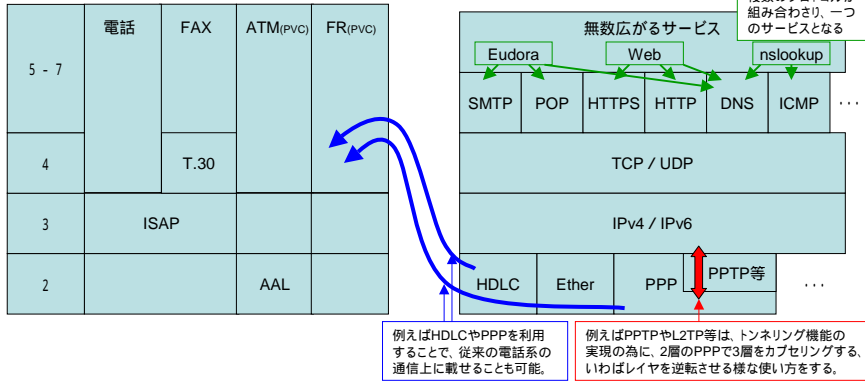 電話 FAX ATM(PVC) FR(PVC)
5 - 7
4 T.30
3 ISAP
2 AAL
組み合わさり、一つ
のサービスとなる
無数広がるサービス
Eudora Web nslookup
SMTP POP HTTPS HTTP DNS ICMP ・・・
TCP / UDP
IPv4 / IPv6
HDLC Ether PPP PPTP等 ・・・
例えばHDLCやPPPを利用
することで、従来の電話系の
通信上に載せることも可能。
例えばPPTPやL2TP等は、トンネリング機能の
実現の為に、2層のPPPで3層をカプセリングする、
いわばレイヤを逆転させる様な使い方をする。